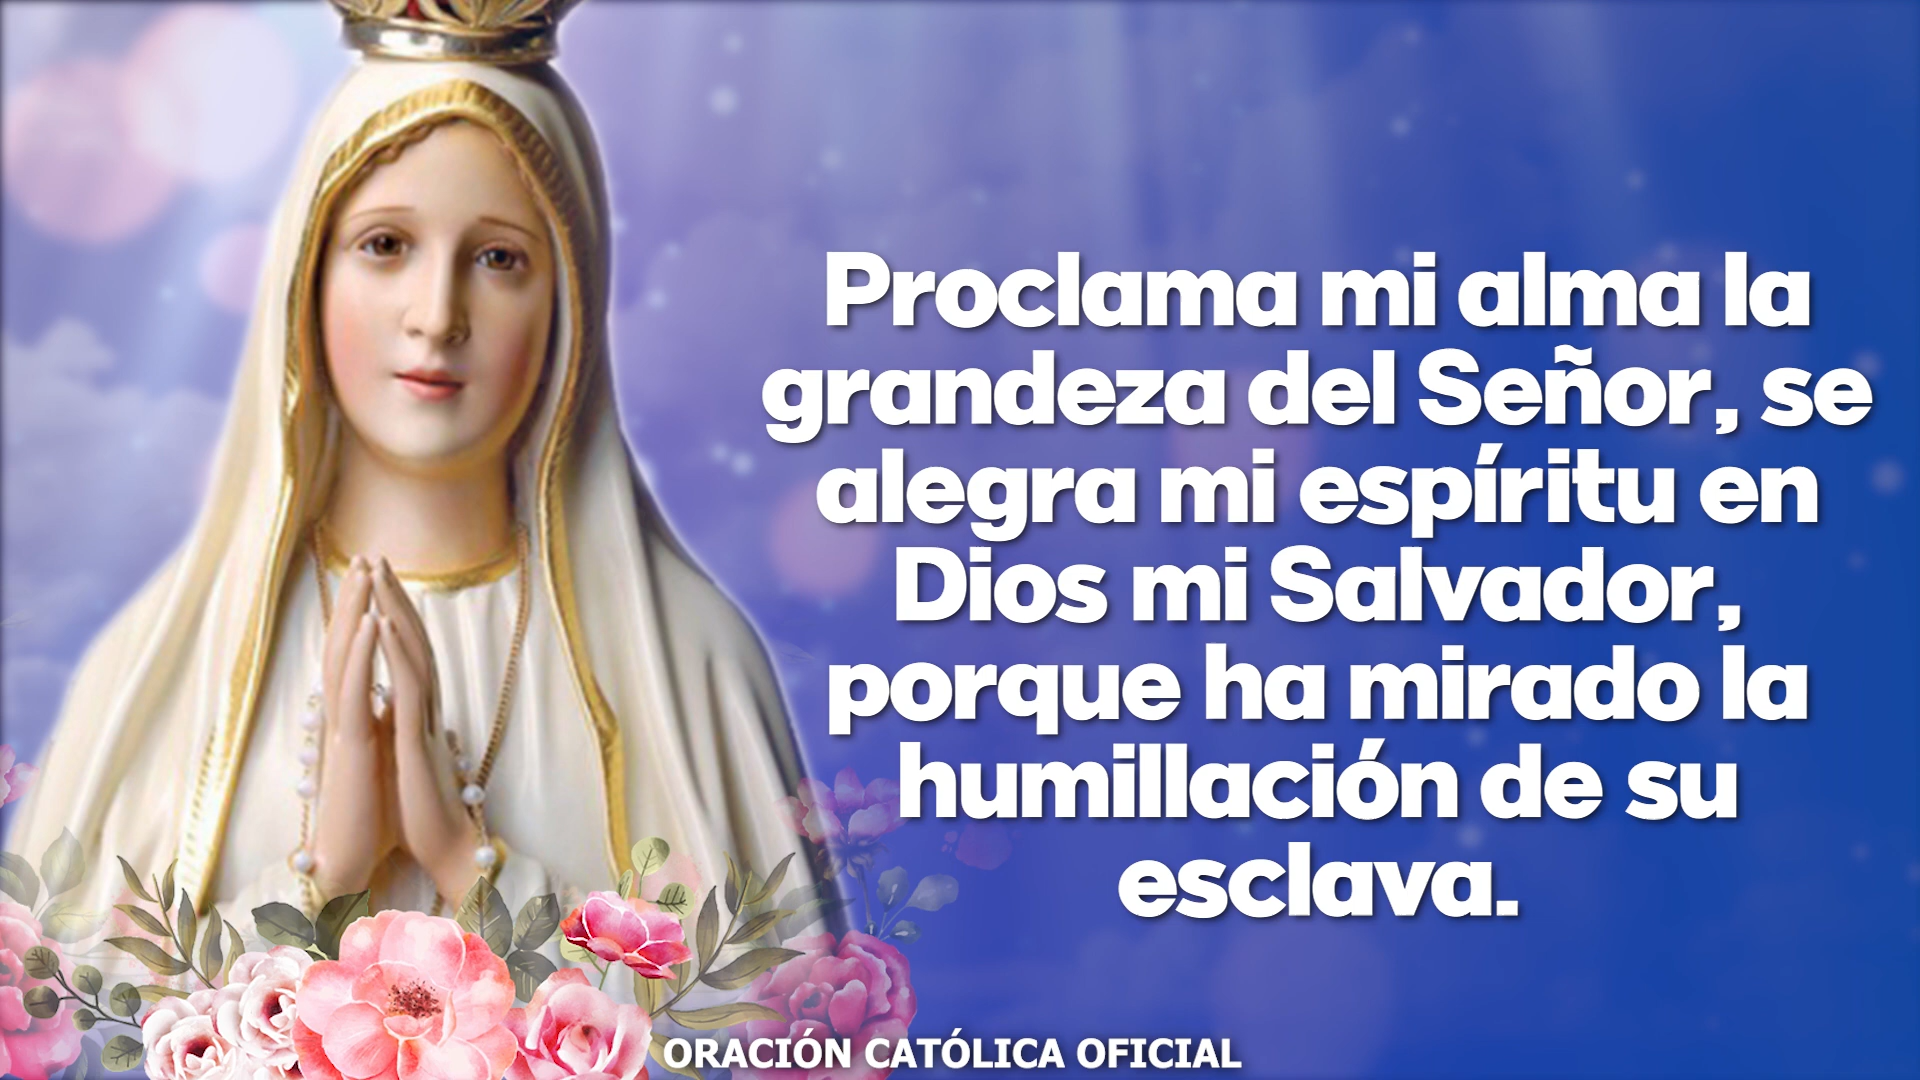 Proclama mi alma la
grandeza del Señor, se
alegra mi espíritu en
Dios mi Salvador,
porque ha mirado la
humillación de su
esclava.
ORACIÓN CATÓLICA OFICIAL